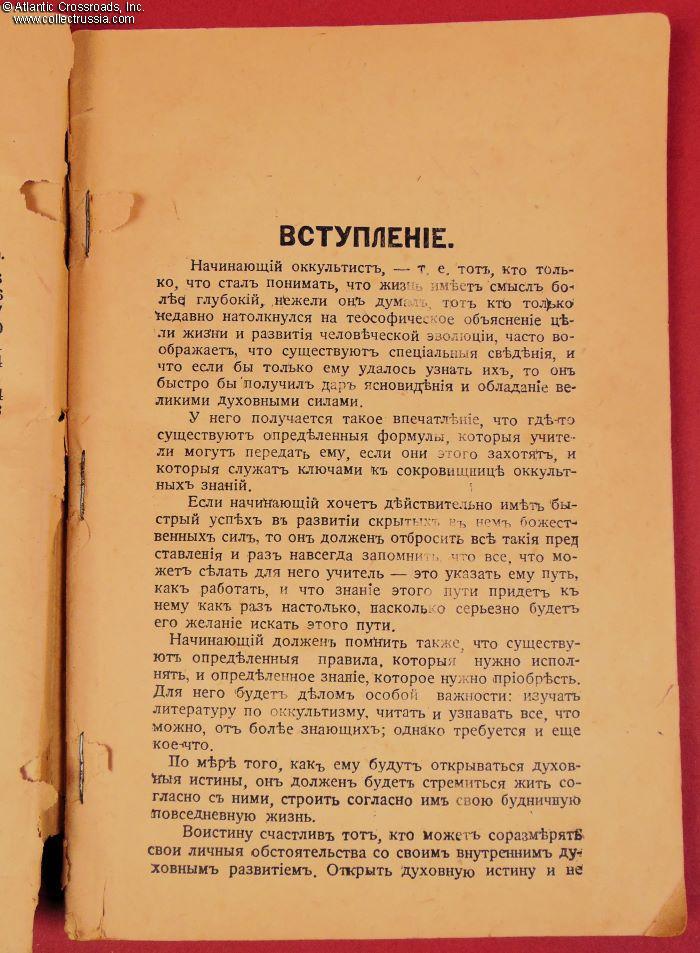 © Atlantic Crossroads, Inc.
www.collectrussia.com
ВСТУПЛЕНІЕ.
Начинающій оккультистъ, — т. е. тотъ, кто толь-
ко, что сталъ понимать, что жизнь имѣетъ смыслъ бо-
лѣе глубокій, нежели онъ думалъ, тотъ кто только
недавно натолкнулся на теософическое объясненіе цѣ-
ли жизни и развитія человѣческой эволюціи, часто во-
ображаетъ, что существуютъ спеціальныя свѣдѣнія, и
что если бы только ему удалось узнать ихъ, то онъ
быстро бы получилъ даръ ясновидѣнія и обладаніе ве-
ликими духовными силами.
У него получается такое впечатлѣніе, что гдѣ-то
существуютъ опредѣленныя формулы, которыя учите-
ли могутъ передать ему, если они этого захотятъ, и
которыя служатъ ключами къ сокровищницѣ оккульт-
ныхъ знаній.
Если начинающій хочетъ дѣйствительно имѣть бы-
стрый успѣхъ въ развитіи скрытыхъ въ немъ божест-
венныхъ силъ, то онъ долженъ отбросить всѣ такія пред
ставленія и разъ навсегда запомнить, что все, что мо-
жетъ сѣлать для него учитель — это указать ему путь,
какъ работать, и что знаніе этого пути придетъ къ
нему какъ разъ настолько, насколько серьезно будетъ
его желаніе искать этого пути.
Начинающій долженъ помнить также, что существу-
ютъ опредѣленныя правила, которыя нужно испол-
нять, и опредѣленное знаніе, которое нужно пріобрѣсть.
Для него будетъ дѣломъ особой важности: изучать
литературу по оккультизму, читать и узнавать все, что
можно, отъ болѣе знающихъ; однако требуется и еще
кое-что.
По мѣрѣ того, какъ ему будутъ открываться духов-
ныя истины, онъ долженъ будетъ стремиться жить со-
гласно съ ними, строить согласно имъ свою будничную
повседневную жизнь.
Воистину счастливъ тотъ, кто можетъ соразмѣрять
свои личныя обстоятельства со своимъ внутреннимъ ду-
ховнымъ развитіемъ. Открыть духовную истину и не